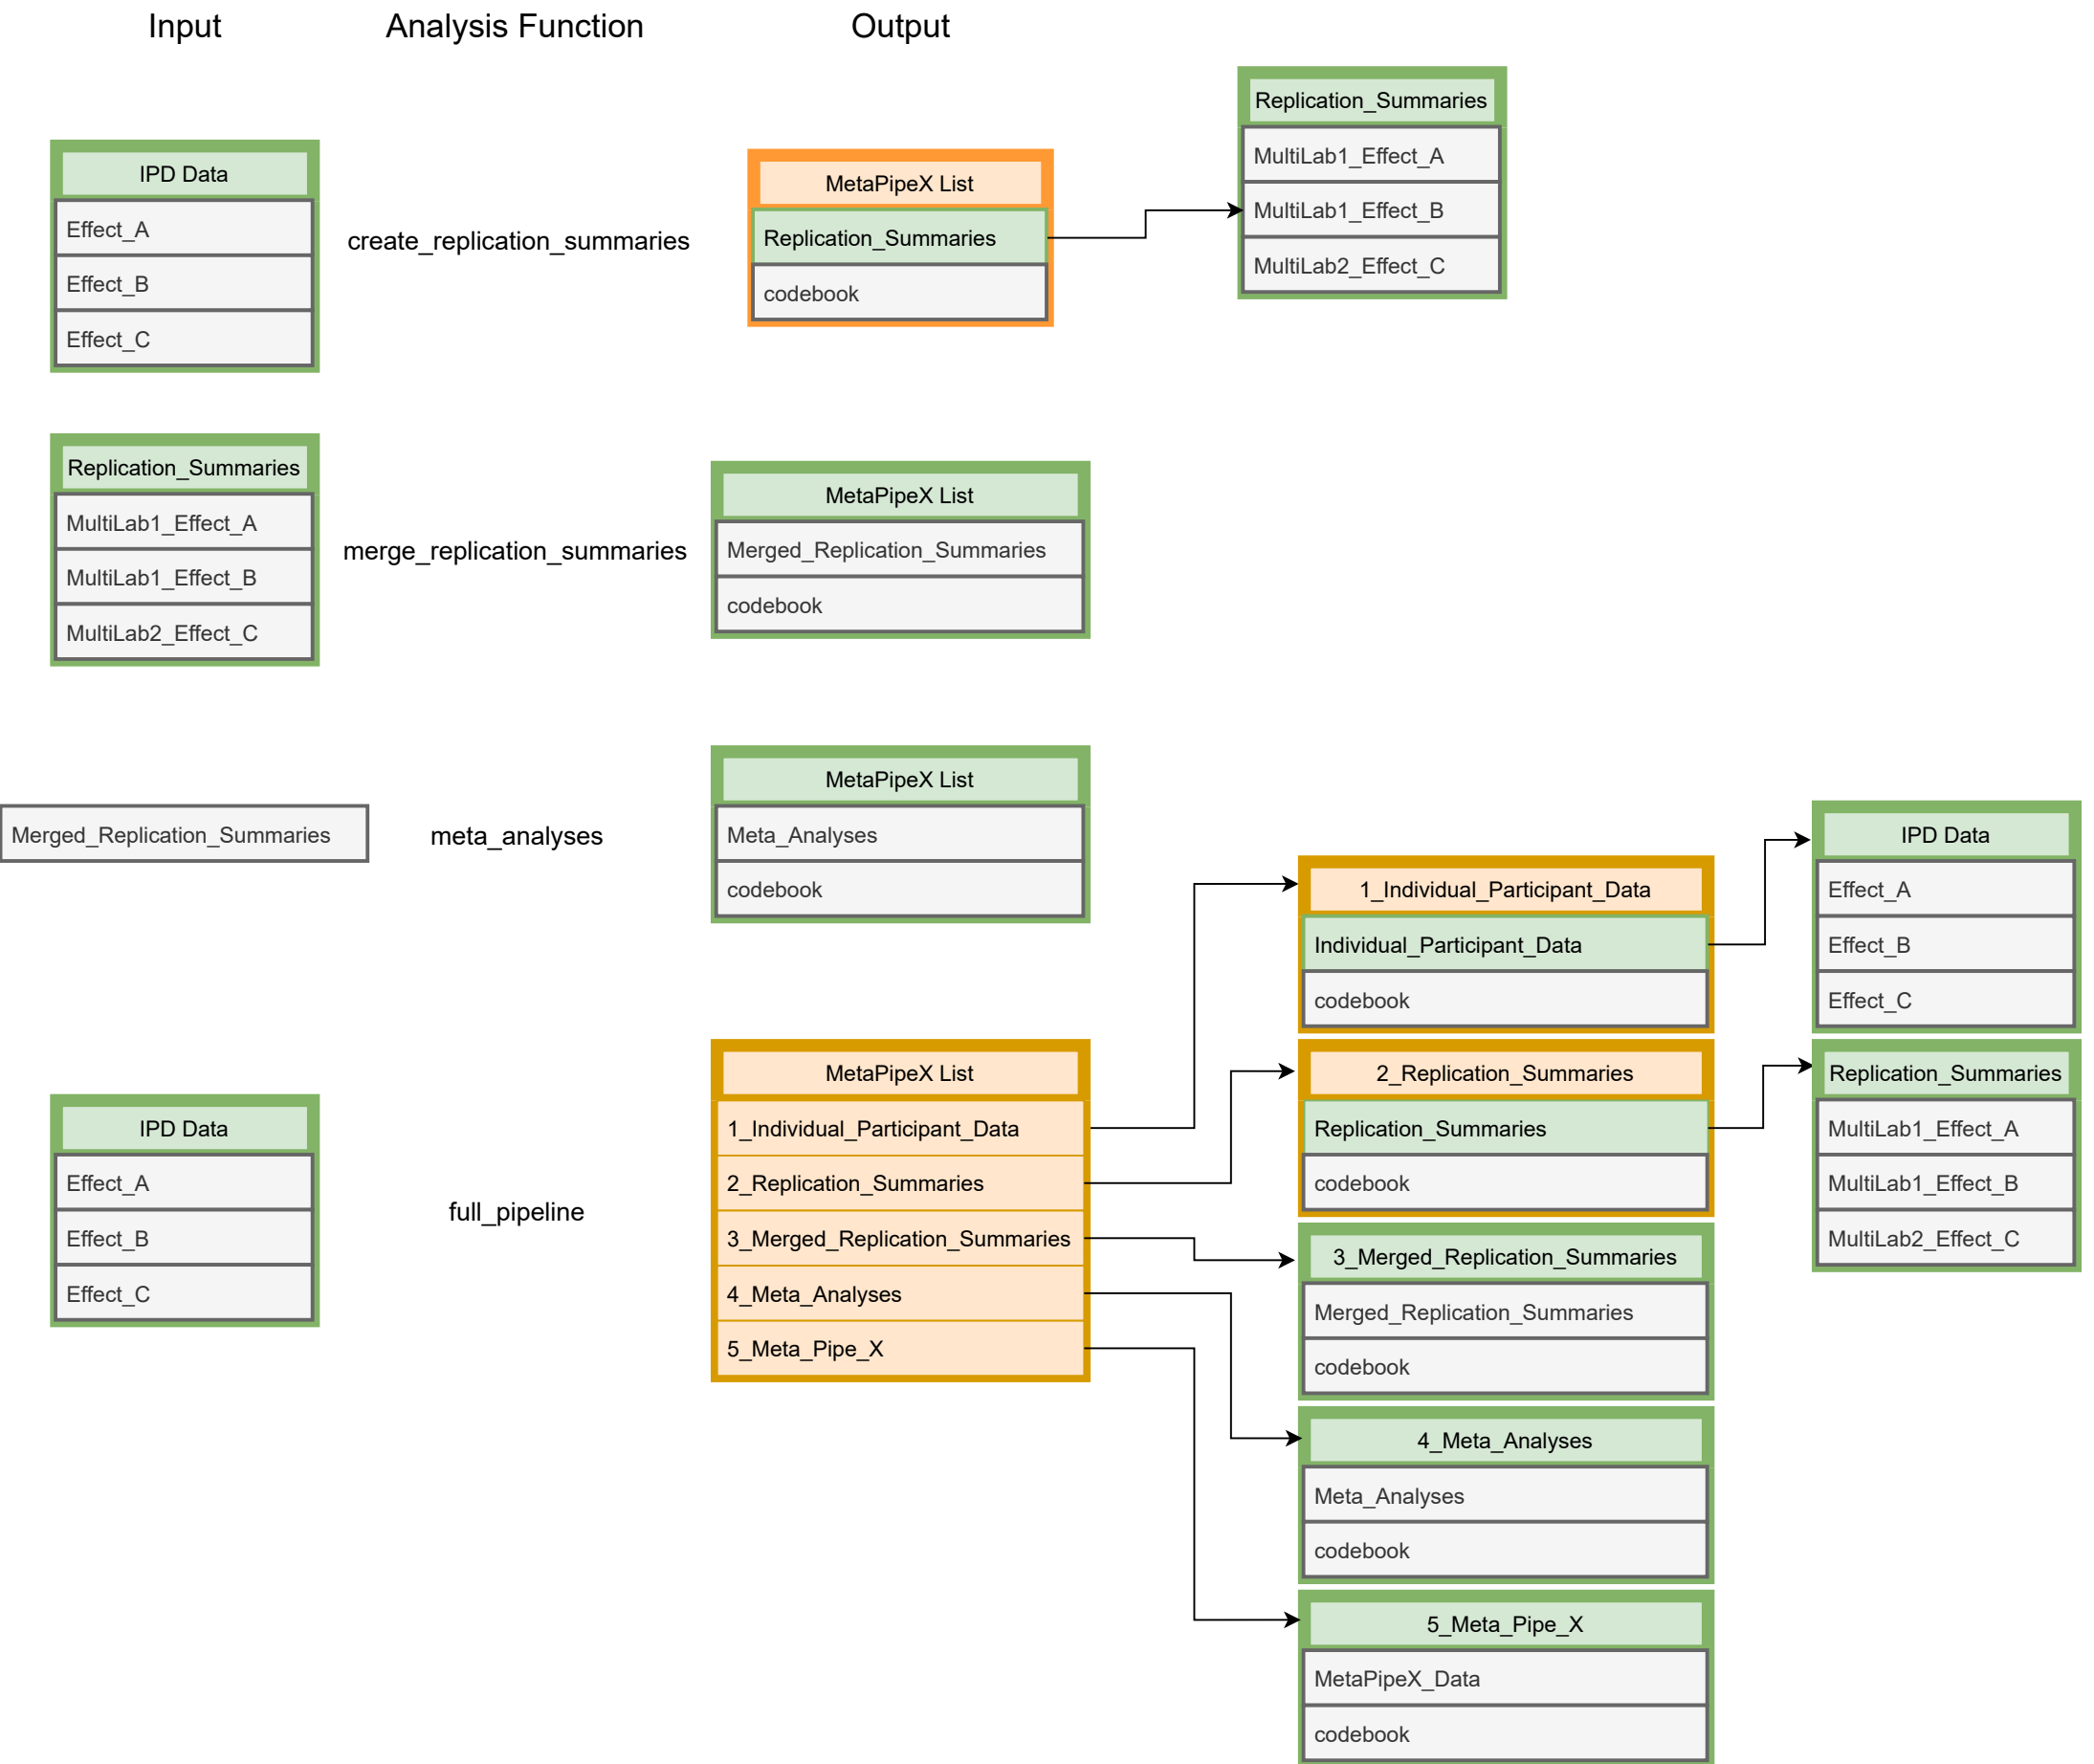 Input
Analysis Function
Output
IPD Data
Effect_A
Effect_B
Effect_C
create_replication_summaries
MetaPipeX List
Replication_Summaries
codebook
Replication_Summaries
MultiLab1_Effect_A
MultiLab1_Effect_B
MultiLab2_Effect_C
Replication_Summaries
MultiLab1_Effect_A
MultiLab1_Effect_B
MultiLab2_Effect_C
merge_replication_summaries
MetaPipeX List
Merged_Replication_Summaries
codebook
Merged_Replication_Summaries
meta_analyses
MetaPipeX List
Meta_Analyses
codebook
IPD Data
Effect_A
Effect_B
Effect_C
full_pipeline
MetaPipeX List
1_Individual_Participant_Data
2_Replication_Summaries
3_Merged_Replication_Summaries
4_Meta_Analyses
5_Meta_Pipe_X
1_Individual_Participant_Data
Individual_Participant_Data
codebook
IPD Data
Effect_A
Effect_B
Effect_C
2_Replication_Summaries
Replication_Summaries
codebook
Replication_Summaries
MultiLab1_Effect_A
MultiLab1_Effect_B
MultiLab2_Effect_C
3_Merged_Replication_Summaries
Merged_Replication_Summaries
codebook
4_Meta_Analyses
Meta_Analyses
codebook
5_Meta_Pipe_X
MetaPipeX_Data
codebook